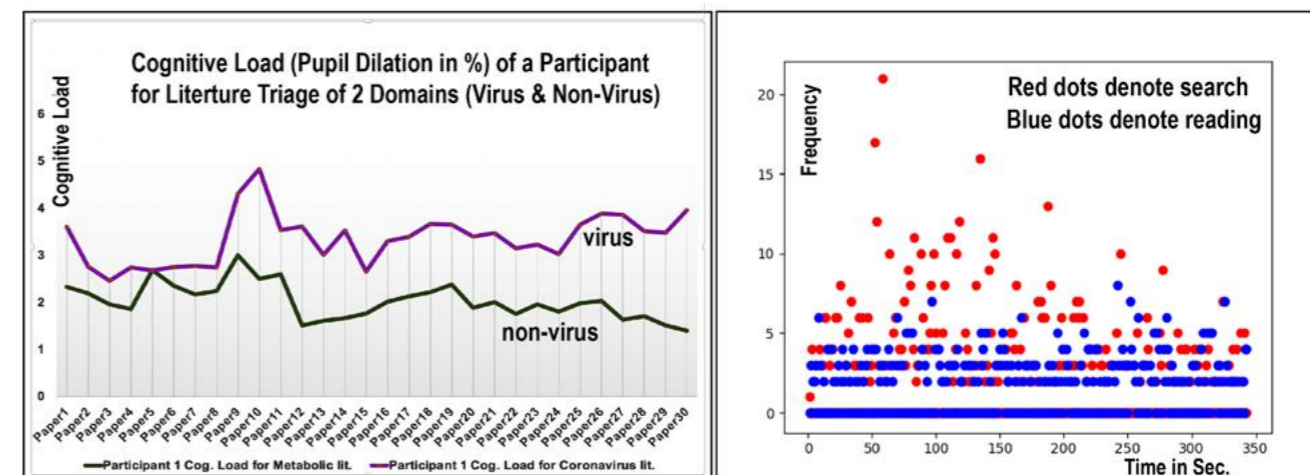 Cognitive Load (Pupil Dilation in %) of a Participant
for Literture Triage of 2 Domains (Virus & Non-Virus)
Cognitive Load
6
5
4
3
2
1
0
virus
non-virus
Paper1
Paper2
Paper3
Paper4
Paper5
Paper6
Paper7
Paper8
Paper9
Paper10
Paper11
Paper12
Paper13
Paper14
Paper15
Paper16
Paper17
Paper18
Paper19
Paper20
Paper21
Paper22
Paper23
Paper24
Paper25
Paper26
Paper27
Paper28
Paper29
Paper30
Participant 1 Cog. Load for Metabolic lit.
Participant 1 Cog. Load for Coronavirus lit.
Red dots denote search
Blue dots denote reading
Frequency
20
15
10
5
0
0
50
100
150
200
250
300
350
Time in Sec.